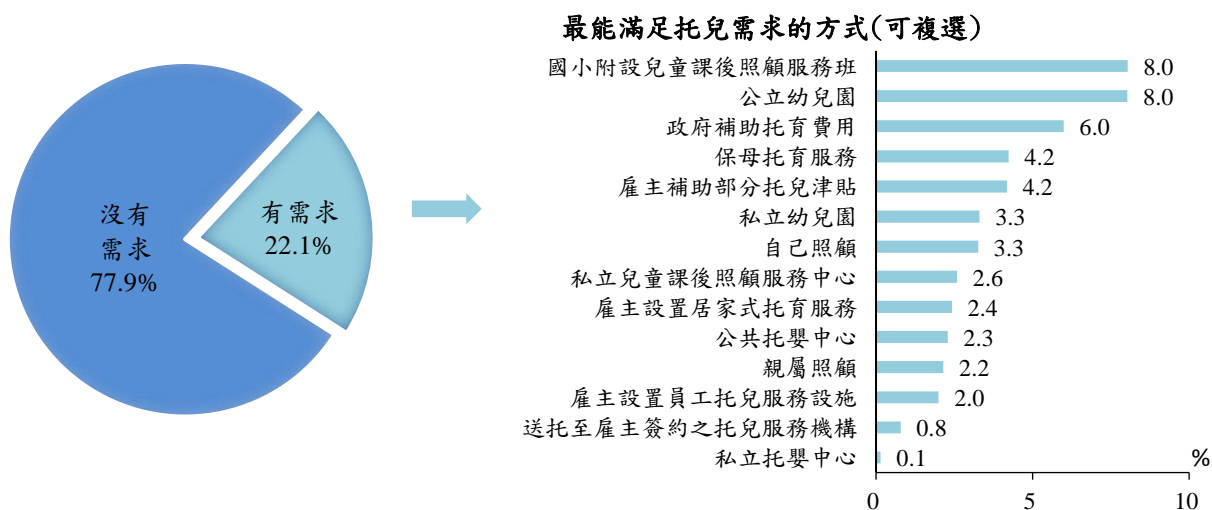 最能滿足托兒需求的方式(可複選)
沒有
需求
77.9%
有需求
22.1%
國小附設兒童課後照顧服務班 8.0
公立幼兒園 8.0
政府補助托育費用 6.0
保母托育服務 4.2
雇主補助部分托兒津貼 4.2
私立幼兒園 3.3
自己照顧 3.3
私立兒童課後照顧服務中心 2.6
雇主設置居家式托育服務 2.4
公共托嬰中心 2.3
親屬照顧 2.2
雇主設置員工托兒服務設施 2.0
送托至雇主簽約之托兒服務機構 0.8
私立托嬰中心 0.1
%
0 5 10